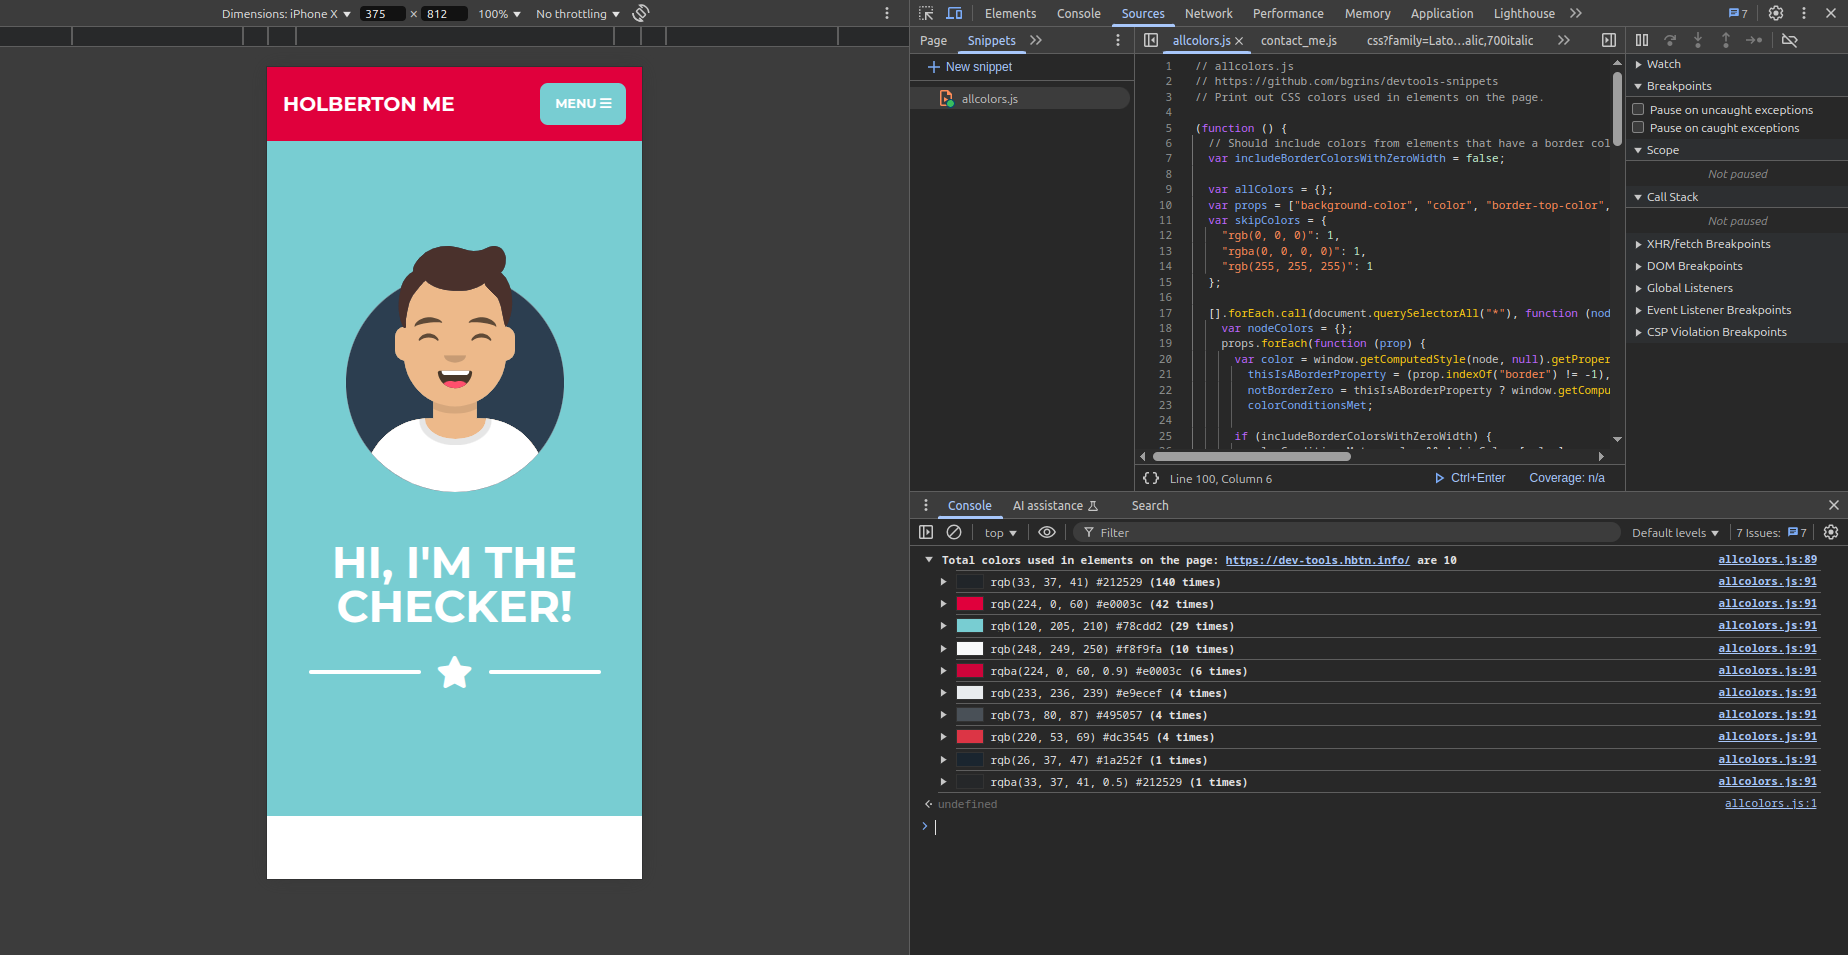 Dimensions: iPhone X 375 × 812 100% No throttling
HOLBERTON ME
MENU
HI, I'M THE
CHECKER!
Elements Console Sources Network Performance Memory Application Lighthouse 7
Page Snippets
New snippet
allcolors.js
allcolors.js contact_me.js css?family=Lato...alic,700italic
1 // allcolors.js
2 // https://github.com/bgrins/devtools-snippets
3 // Print out CSS colors used in elements on the page.
4
5 (function () {
6 // Should include colors from elements that have a border col
7 var includeBorderColorsWithZeroWidth = false;
8
9 var allColors = {};
10 var props = ["background-color", "color", "border-top-color",
11 var skipColors = {
12 "rgb(0, 0, 0)": 1,
13 "rgba(0, 0, 0, 0)": 1,
14 "rgb(255, 255, 255)": 1
15 };
16
17 [].forEach.call(document.querySelectorAll("*"), function (nod
18 var nodeColors = {};
19 props.forEach(function (prop) {
20 var color = window.getComputedStyle(node, null).getProper
21 thisIsABorderProperty = (prop.indexOf("border") != -1),
22 notBorderZero = thisIsABorderProperty ? window.getCompu
23 colorConditionsMet;
24
25 if (includeBorderColorsWithZeroWidth) {
Line 100, Column 6 Ctrl+Enter Coverage: n/a
Watch
Breakpoints
Pause on uncaught exceptions
Pause on caught exceptions
Scope
Not paused
Call Stack
Not paused
XHR/fetch Breakpoints
DOM Breakpoints
Global Listeners
Event Listener Breakpoints
CSP Violation Breakpoints
Console AI assistance Search
top Filter Default levels 7 Issues: 7
Total colors used in elements on the page: https://dev-tools.hbtn.info/ are 10 allcolors.js:89
rgb(33, 37, 41) #212529 (140 times) allcolors.js:91
rgb(224, 0, 60) #e0003c (42 times) allcolors.js:91
rgb(120, 205, 210) #78cdd2 (29 times) allcolors.js:91
rgb(248, 249, 250) #f8f9fa (10 times) allcolors.js:91
rgba(224, 0, 60, 0.9) #e0003c (6 times) allcolors.js:91
rgb(233, 236, 239) #e9ecef (4 times) allcolors.js:91
rgb(73, 80, 87) #495057 (4 times) allcolors.js:91
rgb(220, 53, 69) #dc3545 (4 times) allcolors.js:91
rgb(26, 37, 47) #1a252f (1 times) allcolors.js:91
rgba(33, 37, 41, 0.5) #212529 (1 times) allcolors.js:91
undefined allcolors.js:1